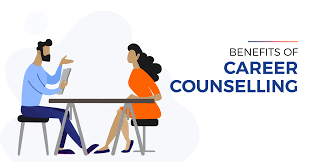 BENEFITS OF
CAREER
COUNSELLING